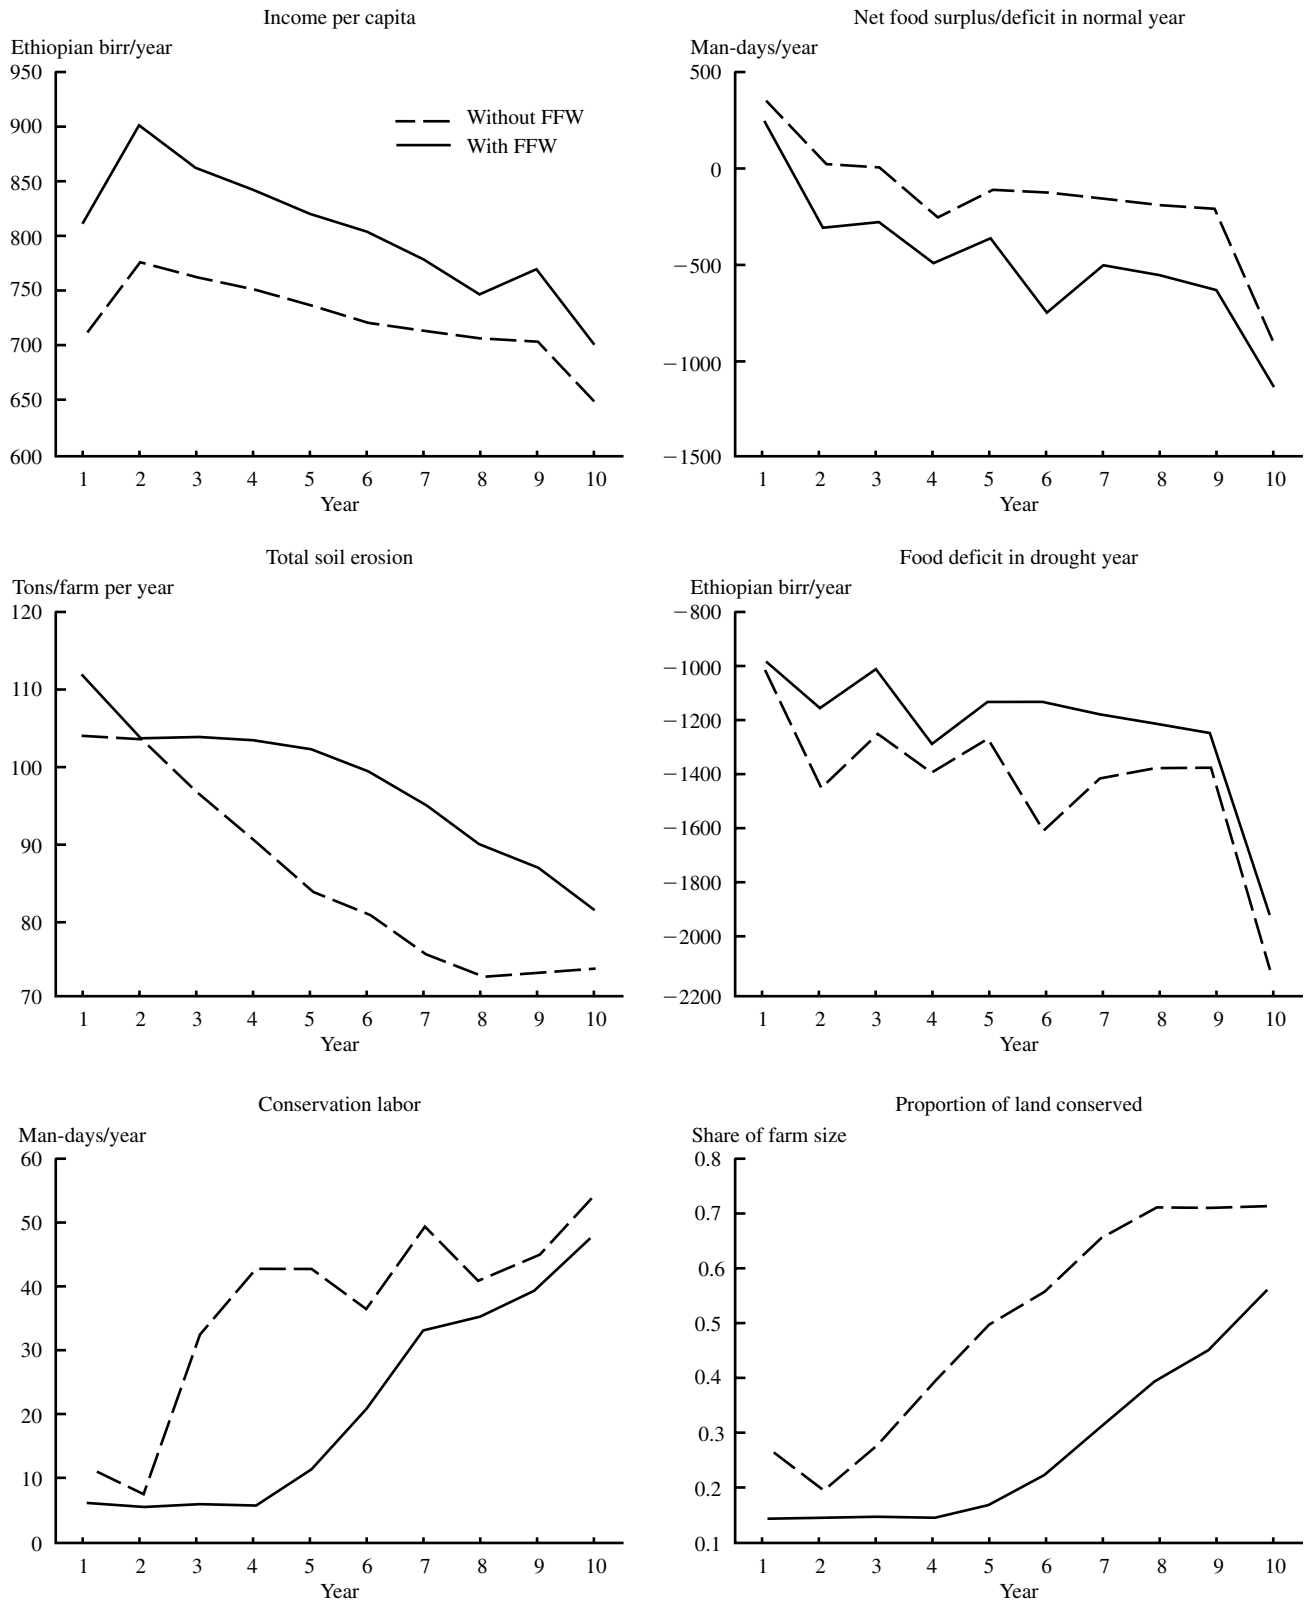 Income per capita
Ethiopian birr/year
950
900
850
800
750
700
650
600
Without FFW
With FFW
1 2 3 4 5 6 7 8 9 10
Year
Net food surplus/deficit in normal year
Man-days/year
500
0
−500
−1000
−1500
1 2 3 4 5 6 7 8 9 10
Year
Total soil erosion
Tons/farm per year
120
110
100
90
80
70
1 2 3 4 5 6 7 8 9 10
Year
Food deficit in drought year
Ethiopian birr/year
−800
−1000
−1200
−1400
−1600
−1800
−2000
−2200
1 2 3 4 5 6 7 8 9 10
Year
Conservation labor
Man-days/year
60
50
40
30
20
10
0
1 2 3 4 5 6 7 8 9 10
Year
Proportion of land conserved
Share of farm size
0.8
0.7
0.6
0.5
0.4
0.3
0.2
0.1
1 2 3 4 5 6 7 8 9 10
Year